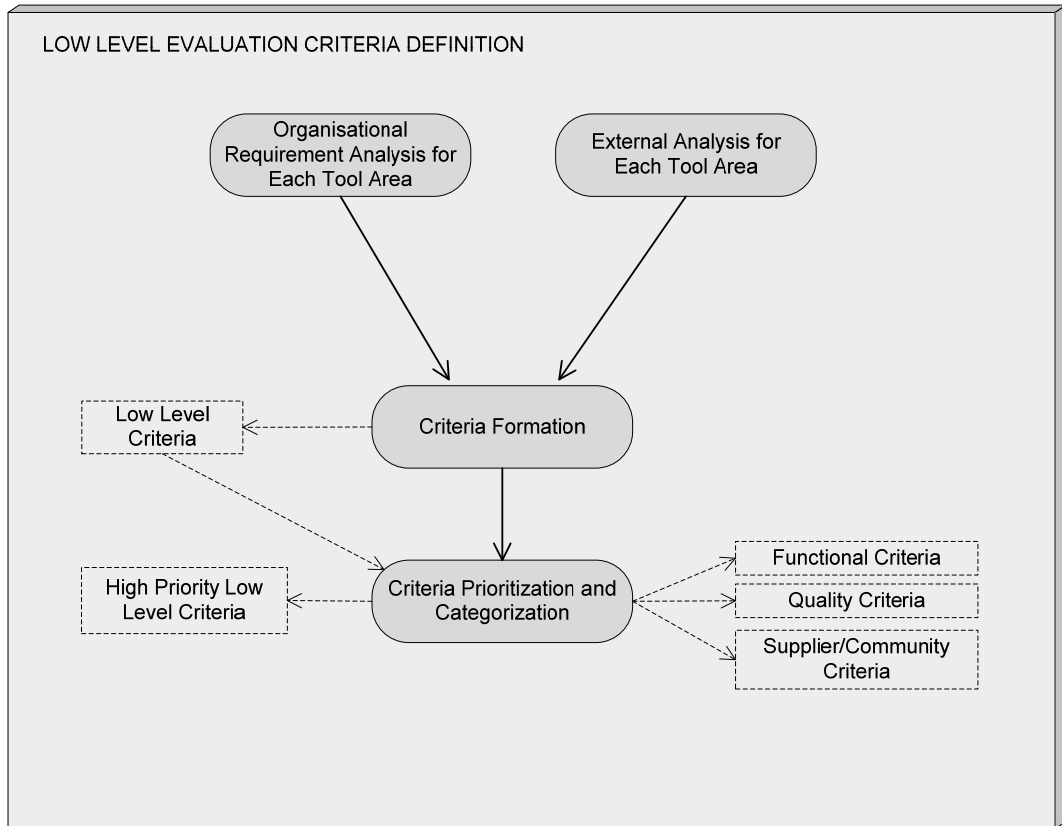 LOW LEVEL EVALUATION CRITERIA DEFINITION
Organisational
Requirement Analysis for
Each Tool Area
External Analysis for
Each Tool Area
Criteria Formation
Low Level
Criteria
Criteria Prioritization and
Categorization
High Priority Low
Level Criteria
Functional Criteria
Quality Criteria
Supplier/Community
Criteria